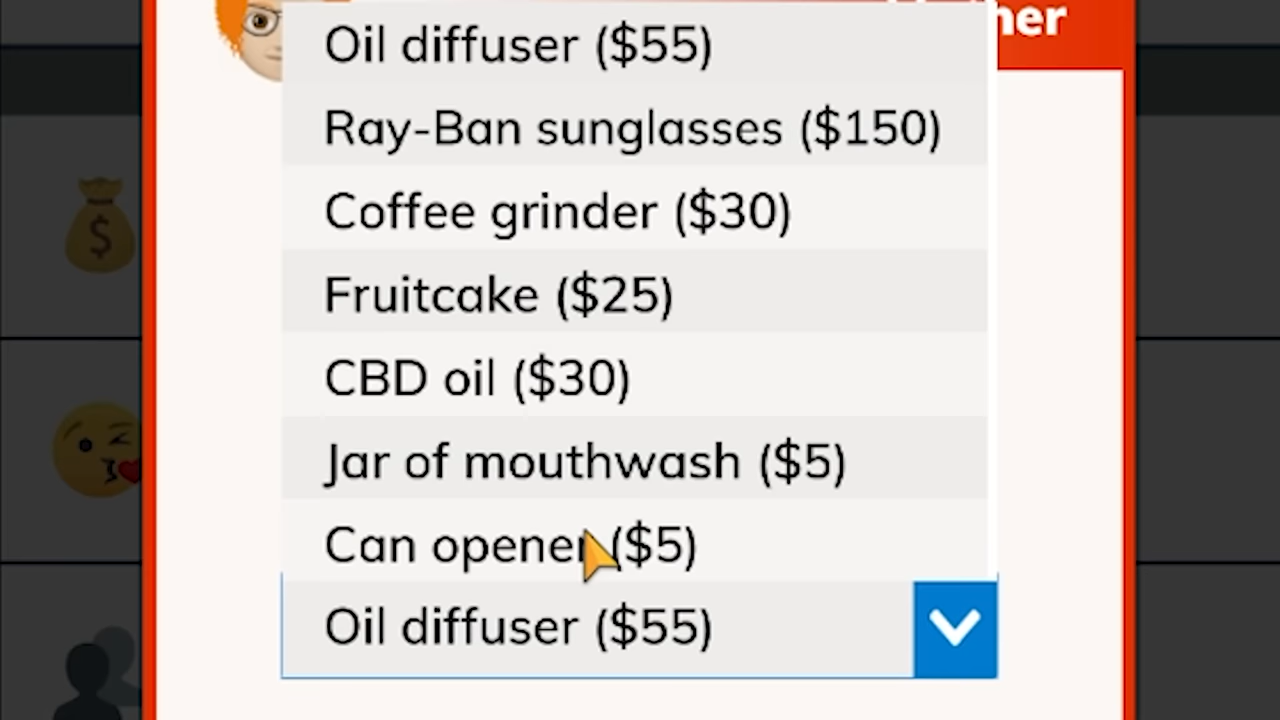 Oil diffuser ($55)
Ray-Ban sunglasses ($150)
Coffee grinder ($30)
Fruitcake ($25)
CBD oil ($30)
Jar of mouthwash ($5)
Can opener ($5)
Oil diffuser ($55)